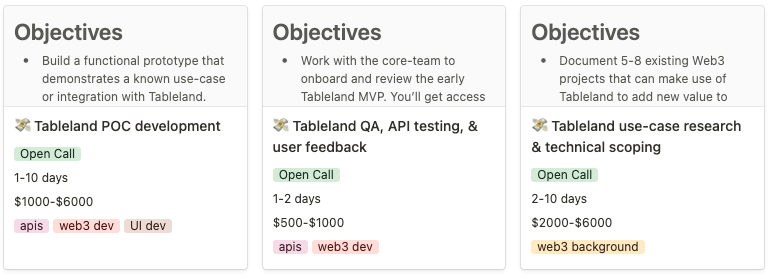 Objectives
• Build a functional prototype that
demonstrates a known use-case
or integration with Tableland.
💸 Tableland POC development
Open Call
1-10 days
$1000-$6000
apis web3 dev UI dev
Objectives
• Work with the core-team to
onboard and review the early
Tableland MVP. You’ll get access
💸 Tableland QA, API testing, &
user feedback
Open Call
1-2 days
$500-$1000
apis web3 dev
Objectives
• Document 5-8 existing Web3
projects that can make use of
Tableland to add new value to
💸 Tableland use-case research
& technical scoping
Open Call
2-10 days
$2000-$6000
web3 background